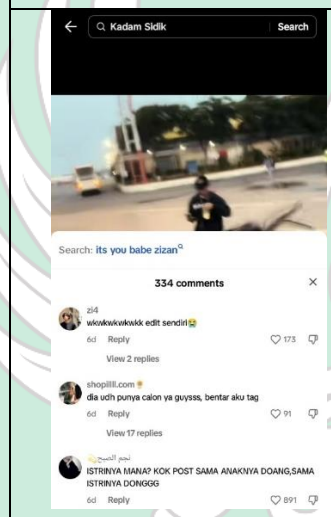 Kadam Sidik
Search
Search: its you babe zizan
334 comments
zi4
wkwkwkwkwkk edit sendiri😭
6d Reply
173
View 2 replies
shopiiii.com
dia udh punya calon ya guysss, bentar aku tag
6d Reply
91
View 17 replies
نجم الصبح
ISTRINYA MANA? KOK POST SAMA ANAKNYA DOANG,SAMA
ISTRINYA DONGGG
6d Reply
891